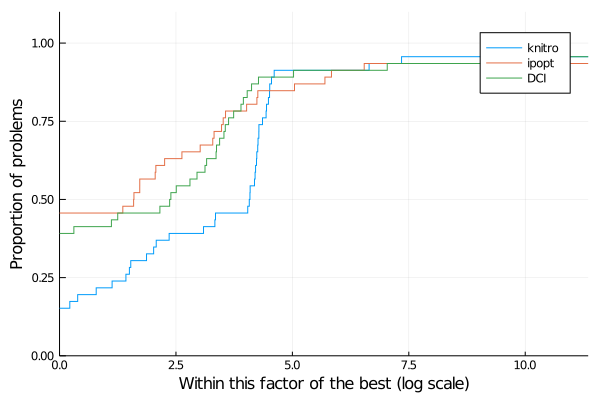 1.00
0.75
0.50
0.25
0.00
0.0
2.5
5.0
7.5
10.0
Proportion of problems
Within this factor of the best (log scale)
knitro
ipopt
DCI